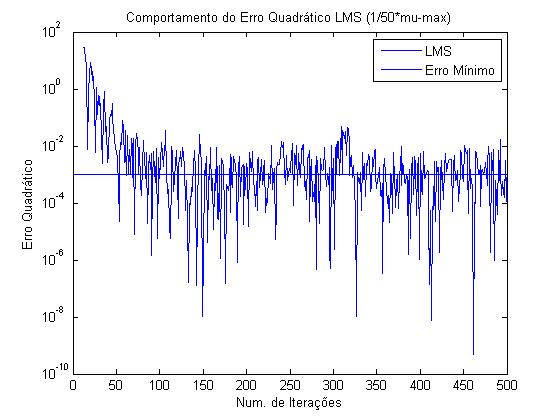 Comportamento do Erro Quadrático LMS (1/50*mu-max)
10^2
10^0
10^-2
10^-4
10^-6
10^-8
10^-10
Erro Quadrático
LMS
Erro Mínimo
0 50 100 150 200 250 300 350 400 450 500
Num. de Iterações